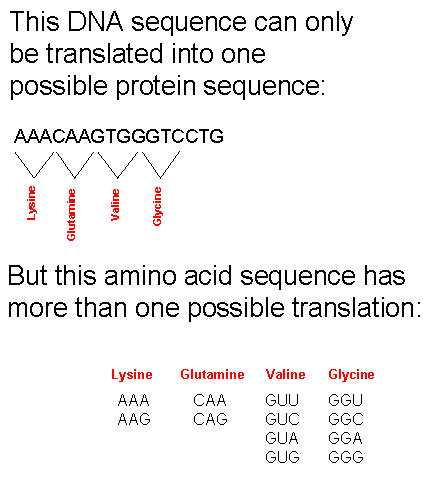 This DNA sequence can only
be translated into one
possible protein sequence:
AAACAAGTGGGTCCTG
Lysine Glutamine Valine Glycine
But this amino acid sequence has
more than one possible translation:
Lysine Glutamine Valine Glycine
AAA CAA GUU GGU
AAG CAG GUC GGC
GUA GGA
GUG GGG